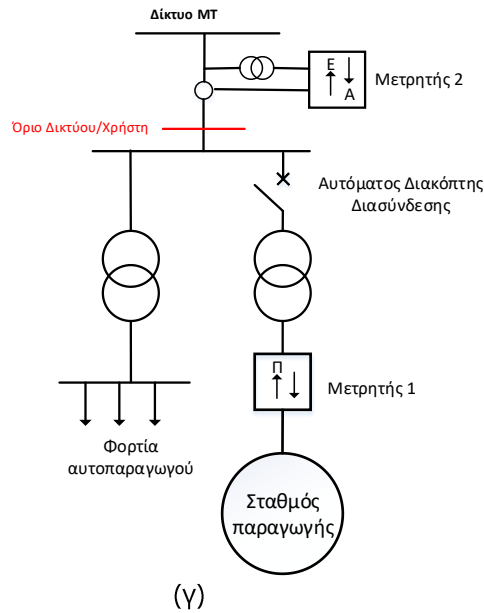 Δίκτυο ΜΤ
Ε
Α
Μετρητής 2
Όριο Δικτύου/Χρήστη
Αυτόματος Διακόπτης
Διασύνδεσης
Π
Μετρητής 1
Φορτία
αυτοπαραγωγού
Σταθμός
παραγωγής
(γ)